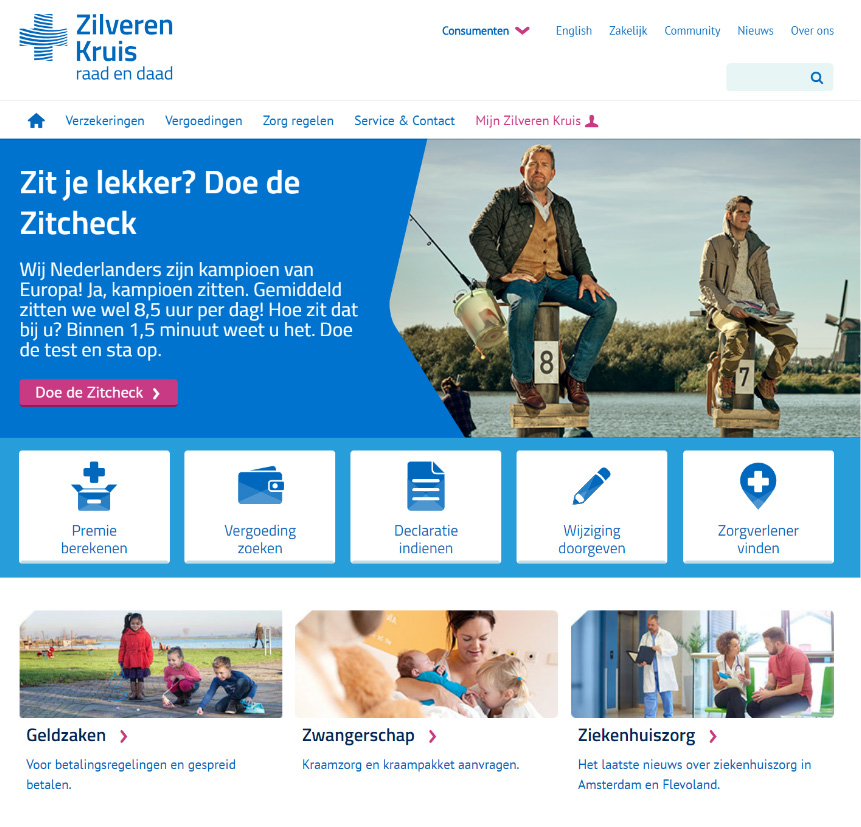 Zilveren
Kruis
raad en daad
Consumenten English Zakelijk Community Nieuws Over ons
Verzekeringen Vergoedingen Zorg regelen Service & Contact Mijn Zilveren Kruis
Zit je lekker? Doe de
Zitcheck
Wij Nederlanders zijn kampioen van
Europa! Ja, kampioen zitten. Gemiddeld
zitten we wel 8,5 uur per dag! Hoe zit dat
bij u? Binnen 1,5 minuut weet u het. Doe
de test en sta op.
Doe de Zitcheck
8
7
Premie
berekenen
Vergoeding
zoeken
Declaratie
indienen
Wijziging
doorgeven
Zorgverlener
vinden
Geldzaken
Voor betalingsregelingen en gespreid
betalen.
Zwangerschap
Kraamzorg en kraampakket aanvragen.
Ziekenhuiszorg
Het laatste nieuws over ziekenhuiszorg in
Amsterdam en Flevoland.